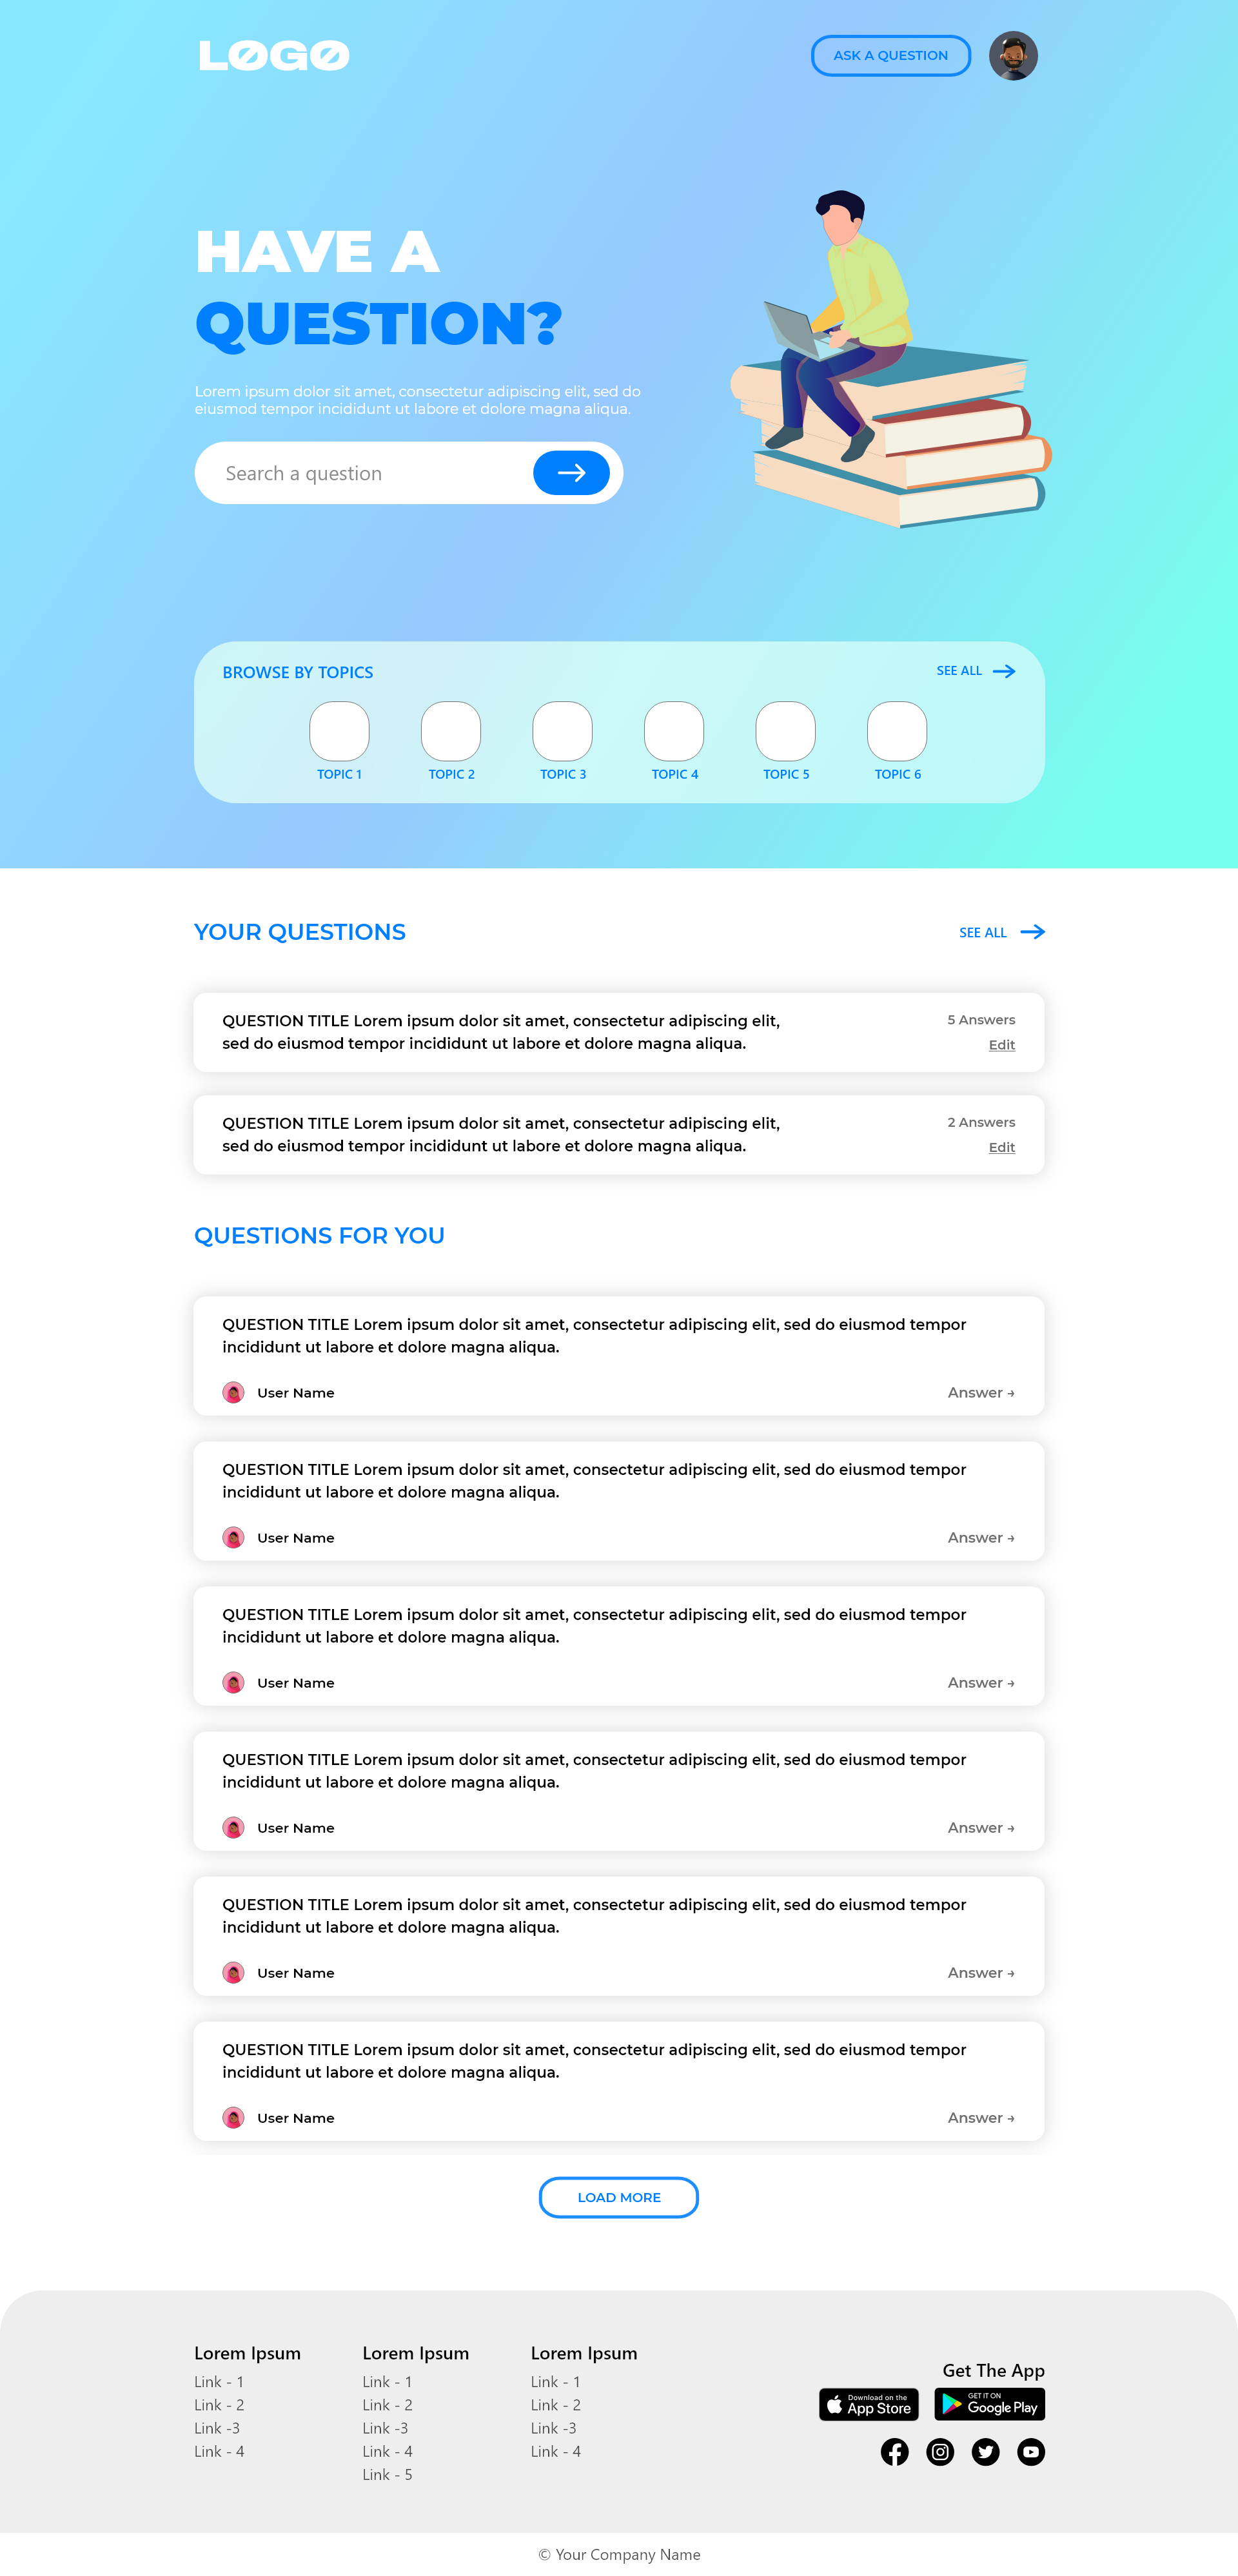 LØGØ
ASK A QUESTION
HAVE A
QUESTION?
Lorem ipsum dolor sit amet, consectetur adipiscing elit, sed do
eiusmod tempor incididunt ut labore et dolore magna aliqua.
Search a question
BROWSE BY TOPICS
SEE ALL
TOPIC 1
TOPIC 2
TOPIC 3
TOPIC 4
TOPIC 5
TOPIC 6
YOUR QUESTIONS
SEE ALL
QUESTION TITLE Lorem ipsum dolor sit amet, consectetur adipiscing elit,
sed do eiusmod tempor incididunt ut labore et dolore magna aliqua.
5 Answers
Edit
QUESTION TITLE Lorem ipsum dolor sit amet, consectetur adipiscing elit,
sed do eiusmod tempor incididunt ut labore et dolore magna aliqua.
2 Answers
Edit
QUESTIONS FOR YOU
QUESTION TITLE Lorem ipsum dolor sit amet, consectetur adipiscing elit, sed do eiusmod tempor
incididunt ut labore et dolore magna aliqua.
User Name
Answer →
QUESTION TITLE Lorem ipsum dolor sit amet, consectetur adipiscing elit, sed do eiusmod tempor
incididunt ut labore et dolore magna aliqua.
User Name
Answer →
QUESTION TITLE Lorem ipsum dolor sit amet, consectetur adipiscing elit, sed do eiusmod tempor
incididunt ut labore et dolore magna aliqua.
User Name
Answer →
QUESTION TITLE Lorem ipsum dolor sit amet, consectetur adipiscing elit, sed do eiusmod tempor
incididunt ut labore et dolore magna aliqua.
User Name
Answer →
QUESTION TITLE Lorem ipsum dolor sit amet, consectetur adipiscing elit, sed do eiusmod tempor
incididunt ut labore et dolore magna aliqua.
User Name
Answer →
QUESTION TITLE Lorem ipsum dolor sit amet, consectetur adipiscing elit, sed do eiusmod tempor
incididunt ut labore et dolore magna aliqua.
User Name
Answer →
LOAD MORE
Lorem Ipsum
Link - 1
Link - 2
Link -3
Link - 4
Lorem Ipsum
Link - 1
Link - 2
Link -3
Link - 4
Link - 5
Lorem Ipsum
Link - 1
Link - 2
Link -3
Link - 4
Get The App
Download on the
App Store
GET IT ON
Google Play
© Your Company Name